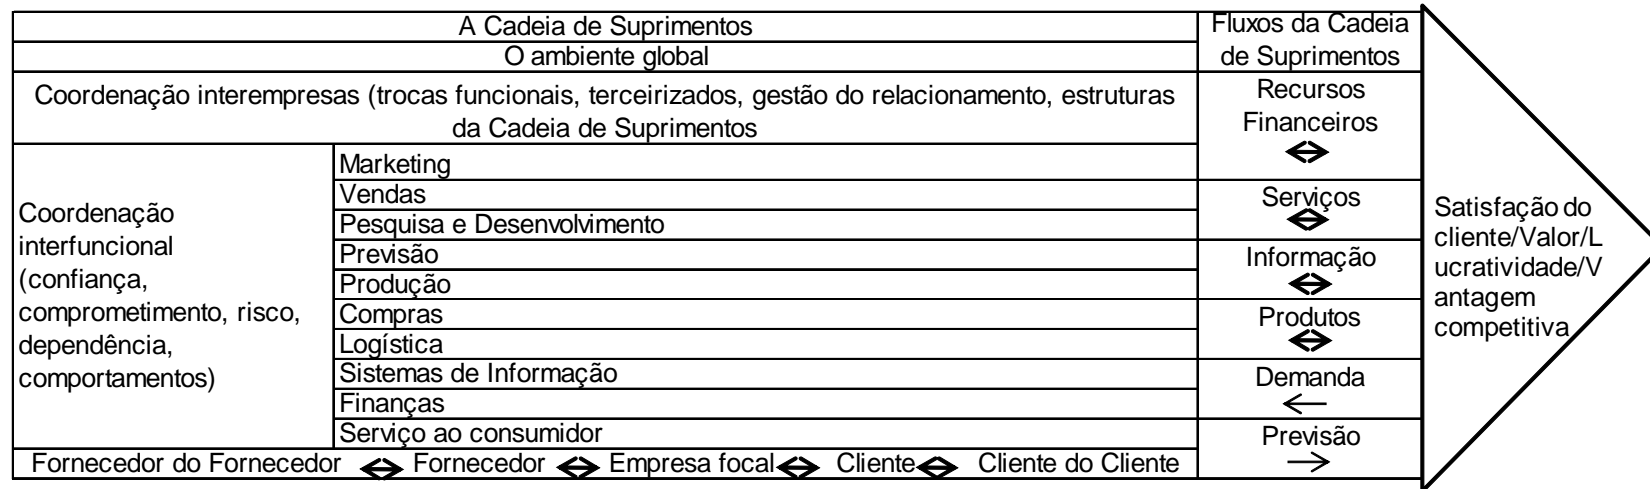 A Cadeia de Suprimentos
O ambiente global
Fluxos da Cadeia
de Suprimentos
Coordenação interempresas (trocas funcionais, terceirizados, gestão do relacionamento, estruturas
da Cadeia de Suprimentos
Coordenação
interfuncional
(confiança,
comprometimento, risco,
dependência,
comportamentos)
Marketing
Vendas
Pesquisa e Desenvolvimento
Previsão
Produção
Compras
Logística
Sistemas de Informação
Finanças
Serviço ao consumidor
Recursos
Financeiros
Serviços
Informação
Produtos
Demanda
Previsão
Fornecedor do Fornecedor Fornecedor Empresa focal Cliente Cliente do Cliente
Satisfação do
cliente/Valor/L
ucratividade/V
antagem
competitiva